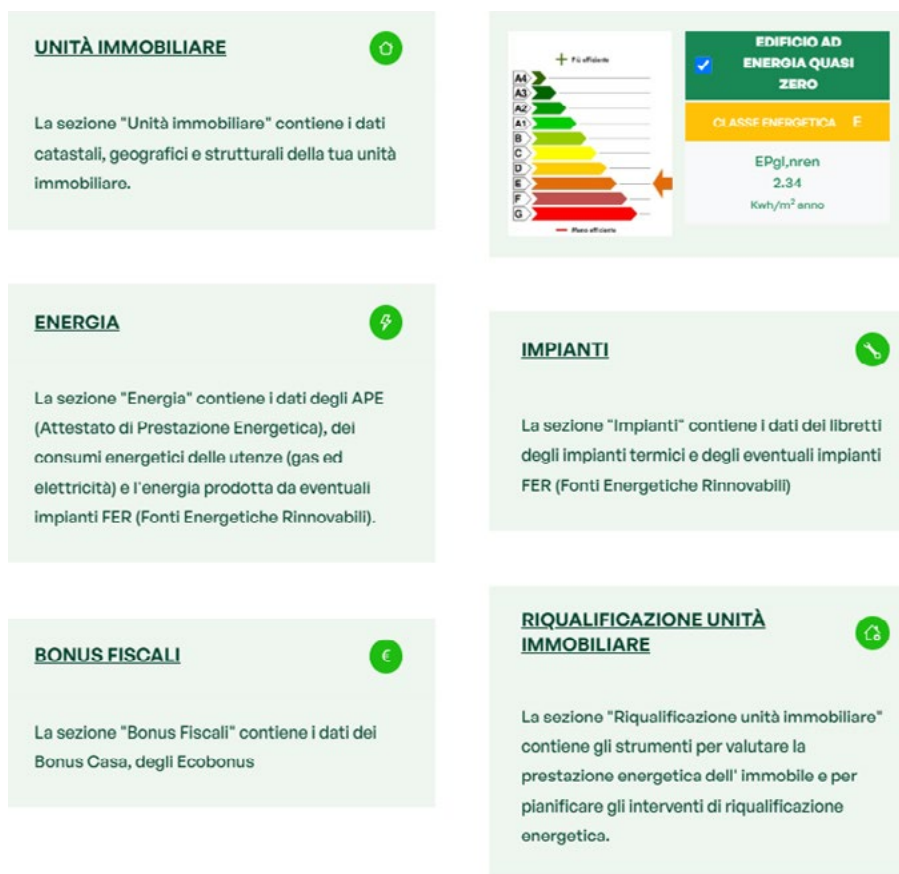 UNITÀ IMMOBILIARE
La sezione "Unità immobiliare" contiene i dati
catastali, geografici e strutturali della tua unità
immobiliare.
Più efficiente
A4
A3
A2
A1
B
C
D
E
F
G
Meno efficiente
EDIFICIO AD
ENERGIA QUASI
ZERO
CLASSE ENERGETICA E
EPgl,nren
2.34
Kwh/m² anno
ENERGIA
La sezione "Energia" contiene i dati degli APE
(Attestato di Prestazione Energetica), dei
consumi energetici delle utenze (gas ed
elettricità) e l'energia prodotta da eventuali
impianti FER (Fonti Energetiche Rinnovabili).
IMPIANTI
La sezione "Impianti" contiene i dati dei libretti
degli impianti termici e degli eventuali impianti
FER (Fonti Energetiche Rinnovabili)
BONUS FISCALI
La sezione "Bonus Fiscali" contiene i dati dei
Bonus Casa, degli Ecobonus
RIQUALIFICAZIONE UNITÀ
IMMOBILIARE
La sezione "Riqualificazione unità immobiliare"
contiene gli strumenti per valutare la
prestazione energetica dell' immobile e per
pianificare gli interventi di riqualificazione
energetica.